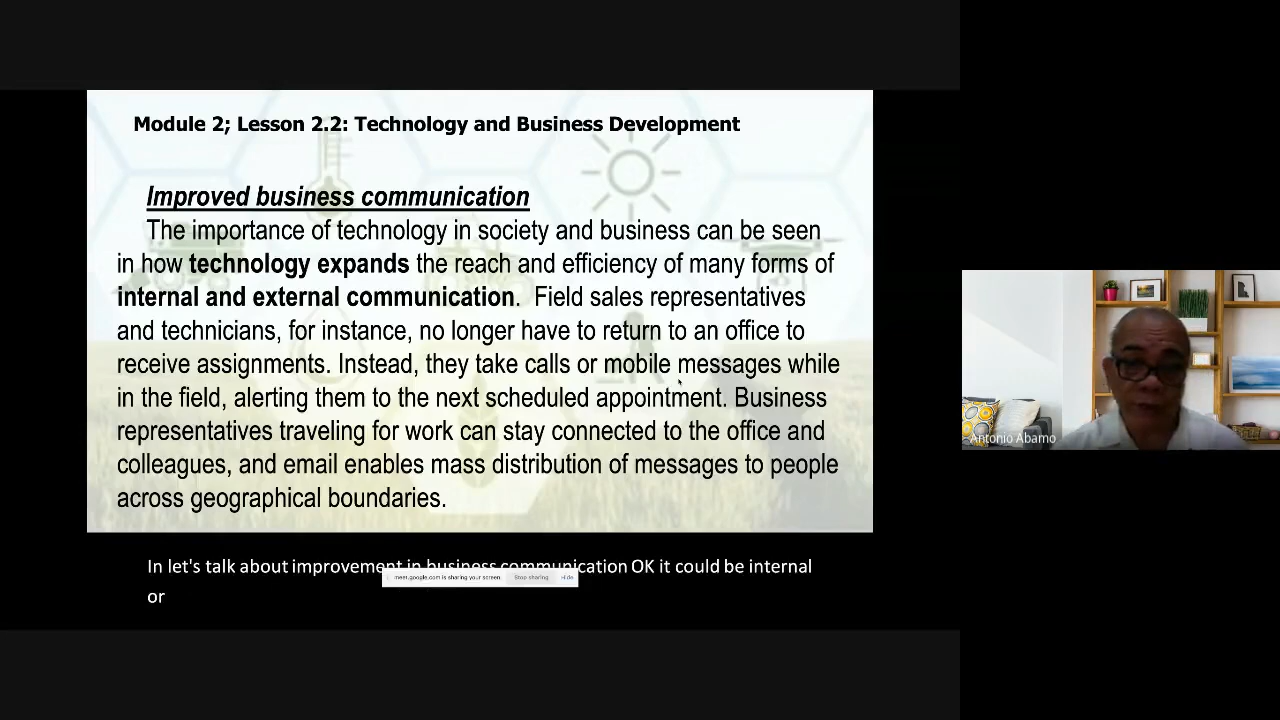 Module 2; Lesson 2.2: Technology and Business Development
Improved business communication
The importance of technology in society and business can be seen
in how technology expands the reach and efficiency of many forms of
internal and external communication.  Field sales representatives
and technicians, for instance, no longer have to return to an office to
receive assignments. Instead, they take calls or mobile messages while
in the field, alerting them to the next scheduled appointment. Business
representatives traveling for work can stay connected to the office and
colleagues, and email enables mass distribution of messages to people
across geographical boundaries.
Antonio Abamo
In let's talk about improvement in business communication OK it could be internal
or
meet.google.com is sharing your screen. Stop sharing Hide